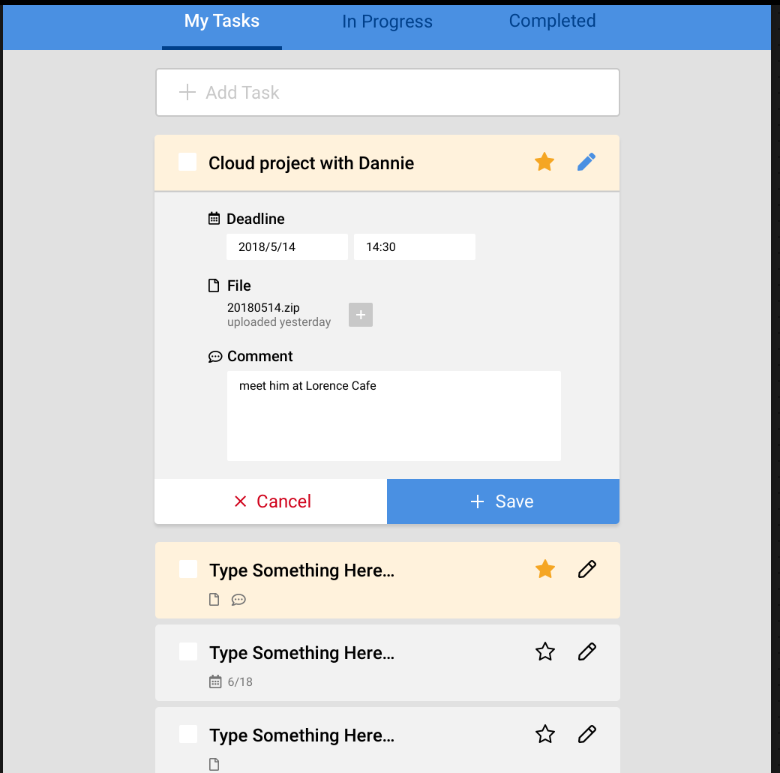 My Tasks In Progress Completed
Add Task
Cloud project with Dannie
Deadline
2018/5/14 14:30
File
20180514.zip
uploaded yesterday
Comment
meet him at Lorence Cafe
Cancel Save
Type Something Here...
Type Something Here...
6/18
Type Something Here...